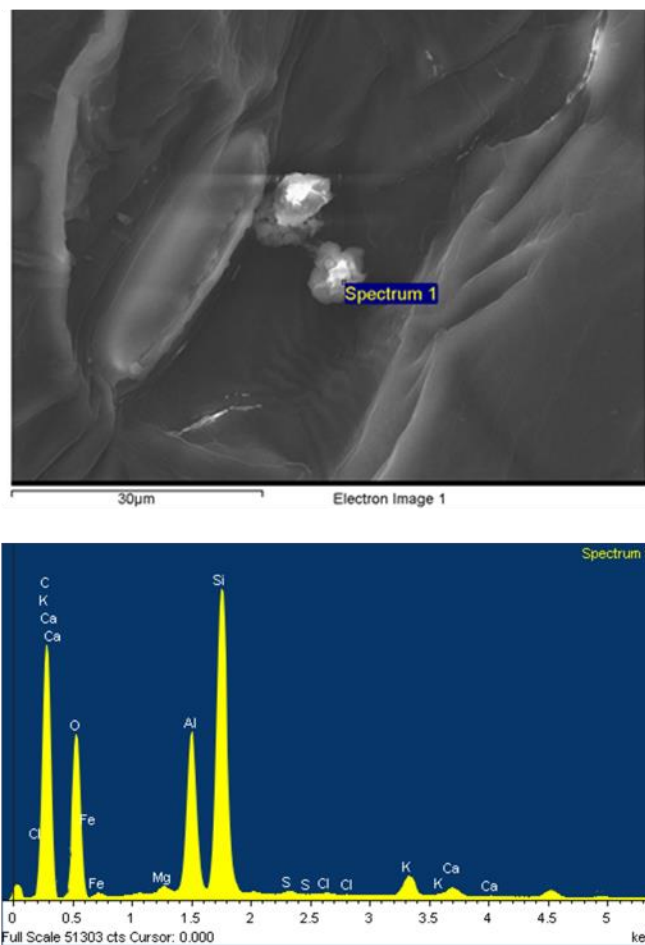 Spectrum 1
30µm Electron Image 1
Spectrum
C
K
Ca
Ca
Si
O
Al
Cl
Fe
Fe
Mg
S
S
Cl
Cl
K
K
Ca
Ca
0 0.5 1 1.5 2 2.5 3 3.5 4 4.5 5
Full Scale 51303 cts Cursor: 0.000 ke